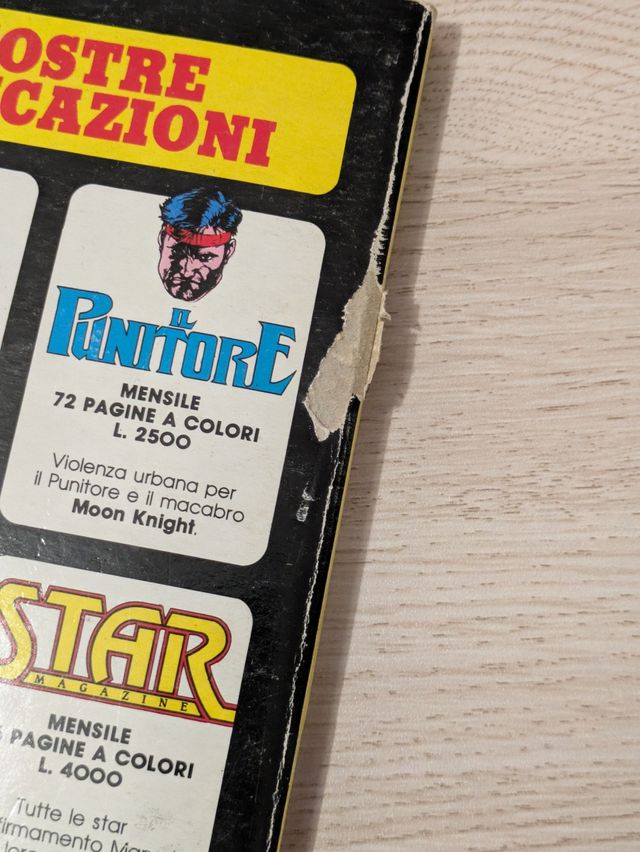 OSTRE
CAZIONI
IL
PUNITORE
MENSILE
72 PAGINE A COLORI
L. 2500
Violenza urbana per
il Punitore e il macabro
Moon Knight.
STAR
MAGAZINE
MENSILE
PAGINE A COLORI
L. 4000
Tutte le star
firmamento